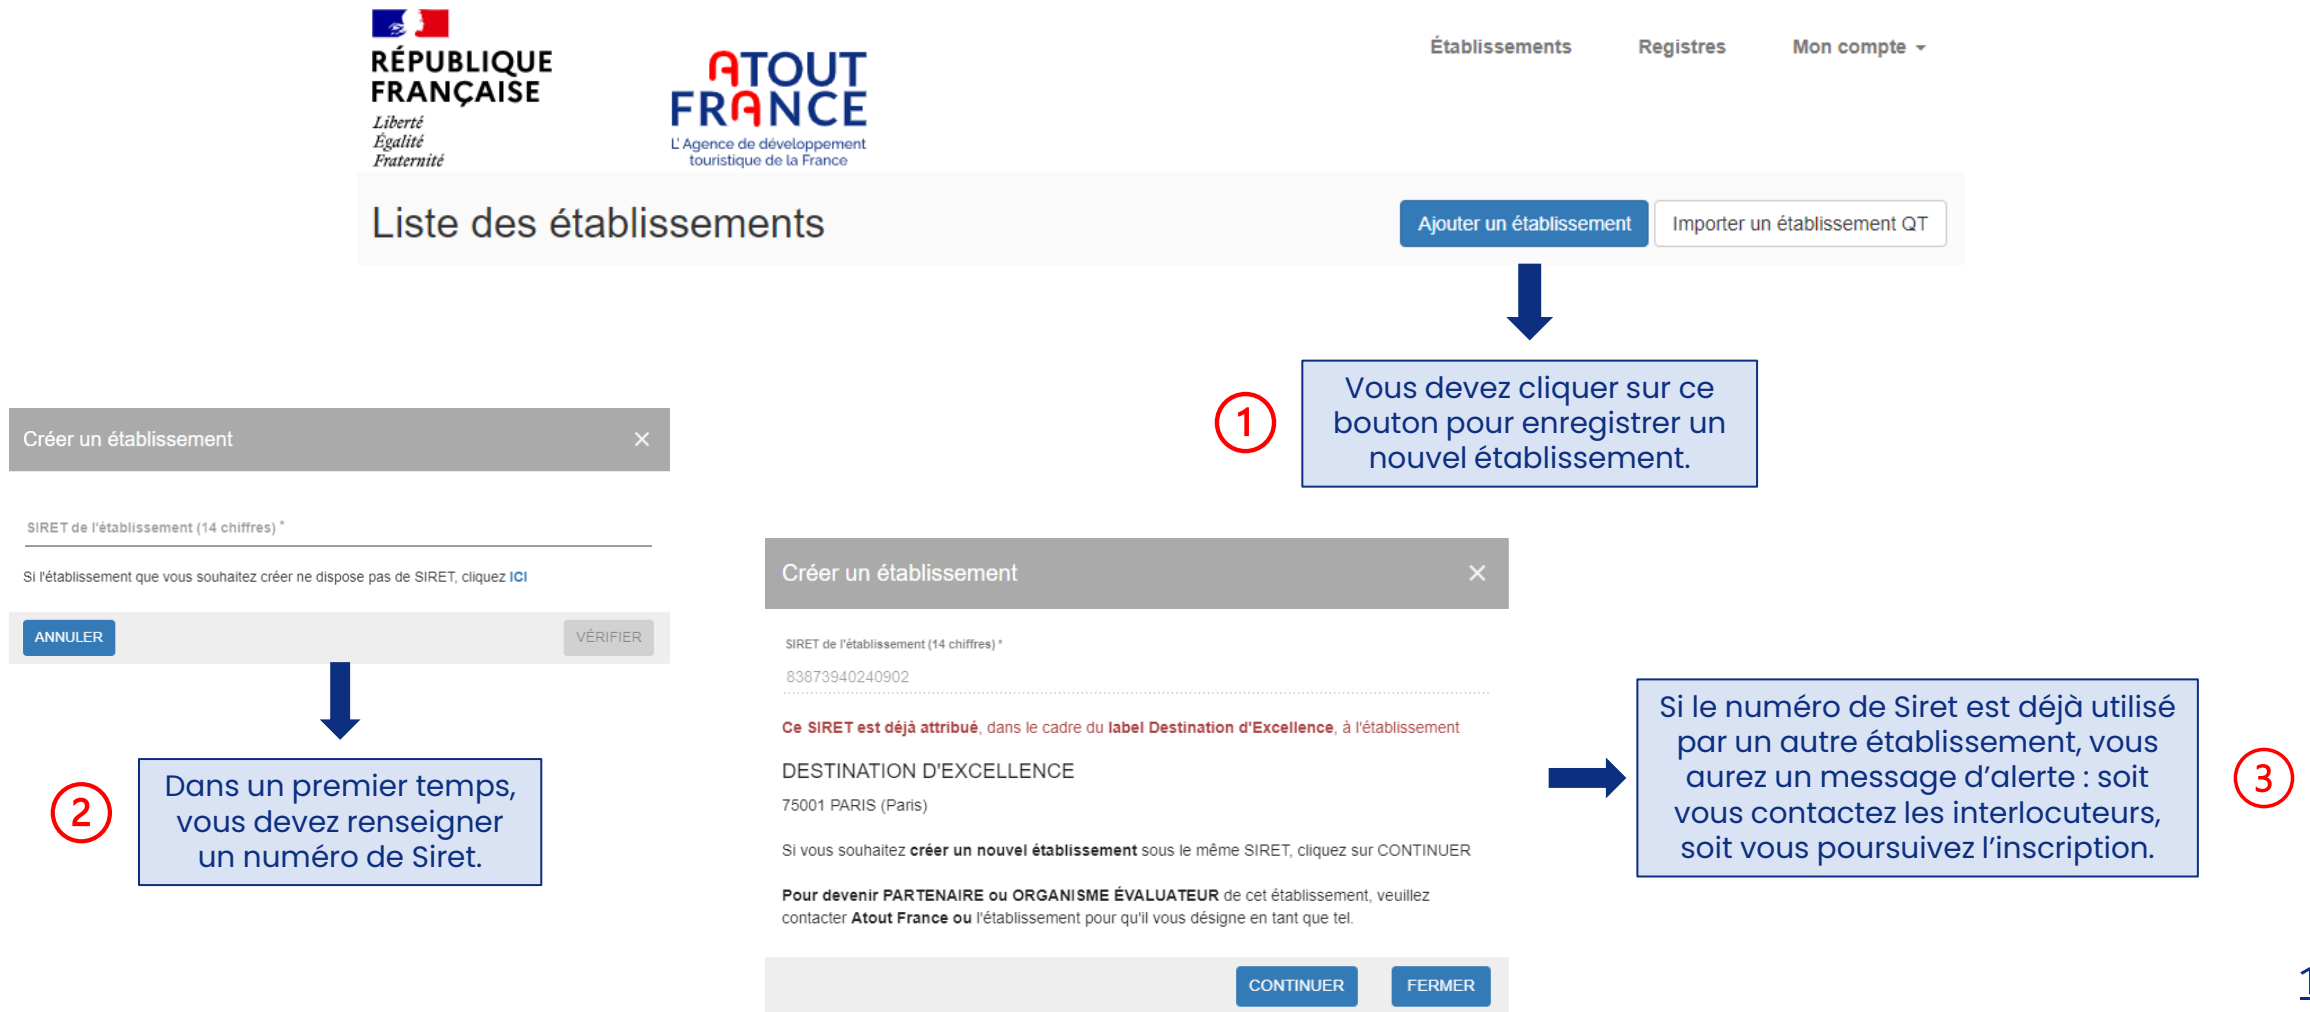 RÉPUBLIQUE
FRANÇAISE
Liberté
Égalité
Fraternité
ATOUT
FRANCE
L'Agence de développement
touristique de la France
Établissements Registres Mon compte
Liste des établissements
Ajouter un établissement Importer un établissement QT
1
Vous devez cliquer sur ce
bouton pour enregistrer un
nouvel établissement.
Créer un établissement ×
SIRET de l'établissement (14 chiffres) *
Si l'établissement que vous souhaitez créer ne dispose pas de SIRET, cliquez ICI
ANNULER VÉRIFIER
2
Dans un premier temps,
vous devez renseigner
un numéro de Siret.
Créer un établissement ×
SIRET de l'établissement (14 chiffres) *
83873940240902
Ce SIRET est déjà attribué, dans le cadre du label Destination d'Excellence, à l'établissement
DESTINATION D'EXCELLENCE
75001 PARIS (Paris)
Si vous souhaitez créer un nouvel établissement sous le même SIRET, cliquez sur CONTINUER
Pour devenir PARTENAIRE ou ORGANISME ÉVALUATEUR de cet établissement, veuillez
contacter Atout France ou l'établissement pour qu'il vous désigne en tant que tel.
CONTINUER FERMER
Si le numéro de Siret est déjà utilisé
par un autre établissement, vous
aurez un message d'alerte : soit
vous contactez les interlocuteurs,
soit vous poursuivez l'inscription.
3